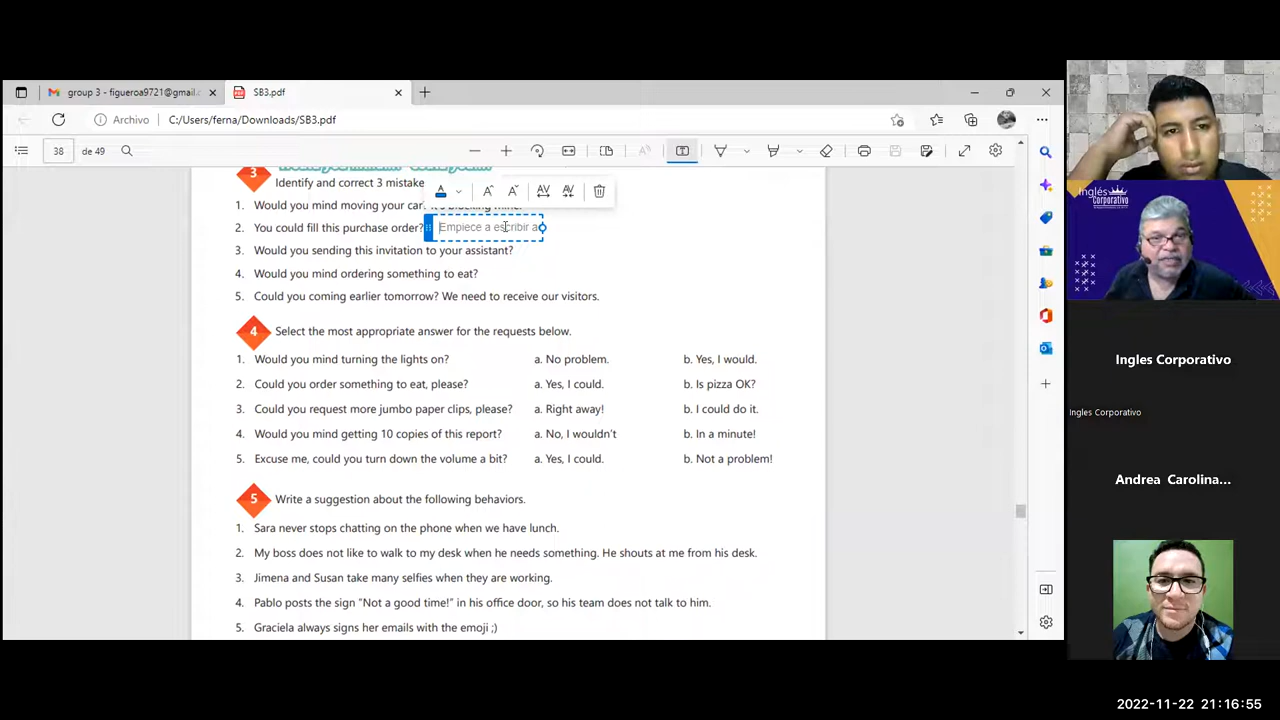 group 3 - figueroa9721@gmail.c
SB3.pdf
Archivo
C:/Users/ferna/Downloads/SB3.pdf
38
de 49
3
Identify and correct 3 mistake
1. Would you mind moving your car? It's blocking mine.
2. You could fill this purchase order?
Empiece a escribir a
3. Would you sending this invitation to your assistant?
4. Would you mind ordering something to eat?
5. Could you coming earlier tomorrow? We need to receive our visitors.
4 Select the most appropriate answer for the requests below.
1. Would you mind turning the lights on? a. No problem. b. Yes, I would.
2. Could you order something to eat, please? a. Yes, I could. b. Is pizza OK?
3. Could you request more jumbo paper clips, please? a. Right away! b. I could do it.
4. Would you mind getting 10 copies of this report? a. No, I wouldn't b. In a minute!
5. Excuse me, could you turn down the volume a bit? a. Yes, I could. b. Not a problem!
5 Write a suggestion about the following behaviors.
1. Sara never stops chatting on the phone when we have lunch.
2. My boss does not like to walk to my desk when he needs something. He shouts at me from his desk.
3. Jimena and Susan take many selfies when they are working.
4. Pablo posts the sign "Not a good time!" in his office door, so his team does not talk to him.
5. Graciela always signs her emails with the emoji ;)
Inglés
Corporativo
Ingles Corporativo
Ingles Corporativo
Andrea Carolina...
2022-11-22 21:16:55